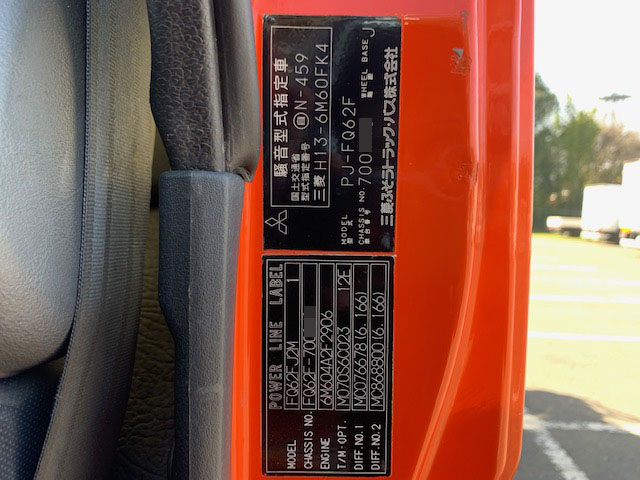 騒音型式指定車
国土交通省
型式指定番号 自N-459
三菱 H13-6M60FK4
MODEL PJ-FQ62F
型式
CHASSIS NO. 700 WHEEL BASE J
車台番号
三菱ふそうトラック・バス株式会社
POWER LINE LABEL
MODEL FQ62FJ2M 1
CHASSIS NO. FQ62F-700
ENGINE 6M604A2F2906
T/M-OPT. M070S6C023 12E
DIFF.NO.1 MC076678(6.166)
DIFF.NO.2 MC868800(6.166)